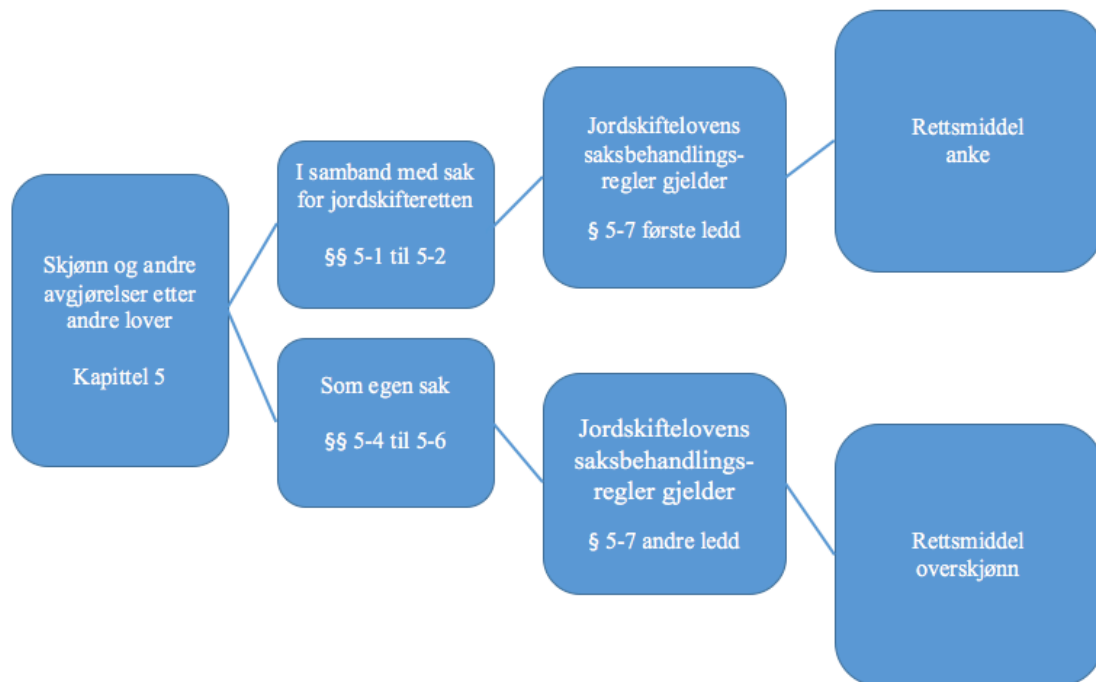 Skjønn og andre
avgjørelser etter
andre lover
Kapittel 5
I samband med sak
for jordskifteretten
§§ 5-1 til 5-2
Jordskiftelovens
saksbehandlings-
regler gjelder
§ 5-7 første ledd
Rettsmiddel
anke
Som egen sak
§§ 5-4 til 5-6
Jordskiftelovens
saksbehandlings-
regler gjelder
§ 5-7 andre ledd
Rettsmiddel
overskjønn